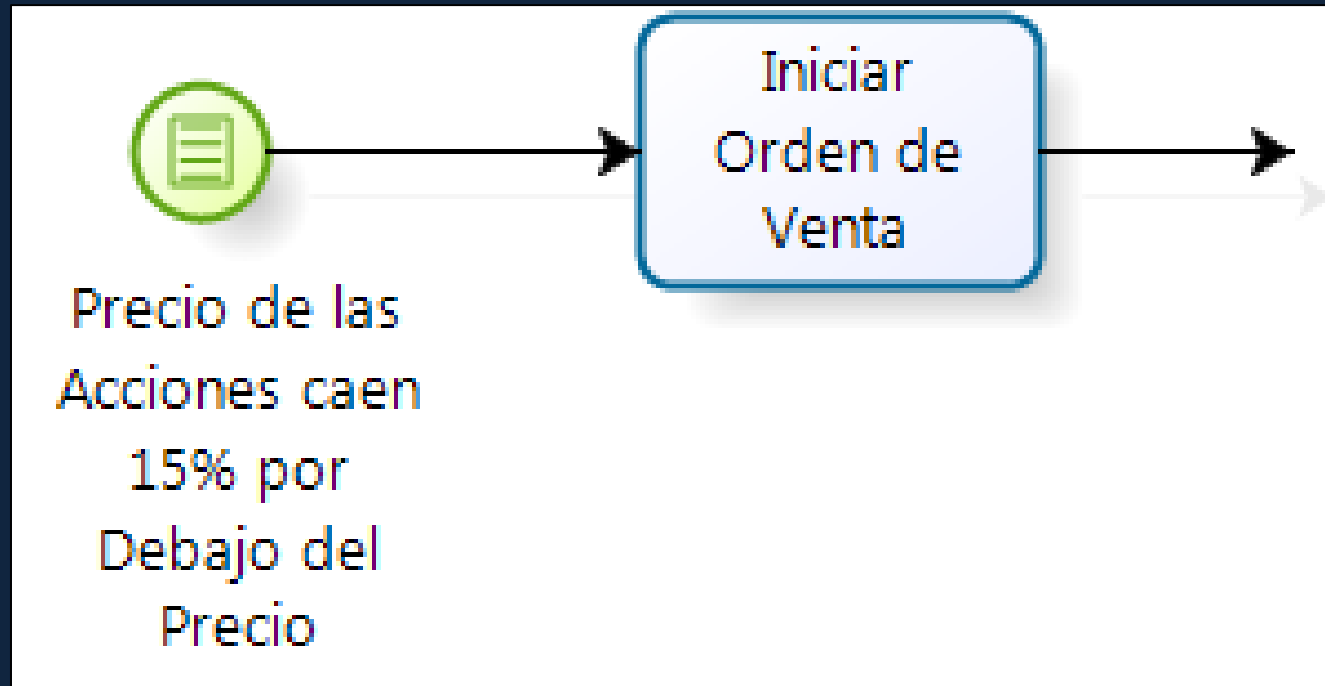 Iniciar
Orden de
Venta
Precio de las
Acciones caen
15% por
Debajo del
Precio